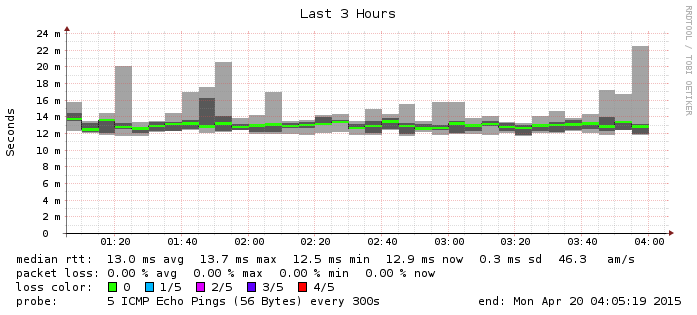 Last 3 Hours
RRDTOOL / TOBI OETIKER
Seconds
24 m
22 m
20 m
18 m
16 m
14 m
12 m
10 m
8 m
6 m
4 m
2 m
0
01:20 01:40 02:00 02:20 02:40 03:00 03:20 03:40 04:00
median rtt: 13.0 ms avg 13.7 ms max 12.5 ms min 12.9 ms now 0.3 ms sd 46.3 am/s
packet loss: 0.00 % avg 0.00 % max 0.00 % min 0.00 % now
loss color: 0 1/5 2/5 3/5 4/5
probe: 5 ICMP Echo Pings (56 Bytes) every 300s end: Mon Apr 20 04:05:19 2015